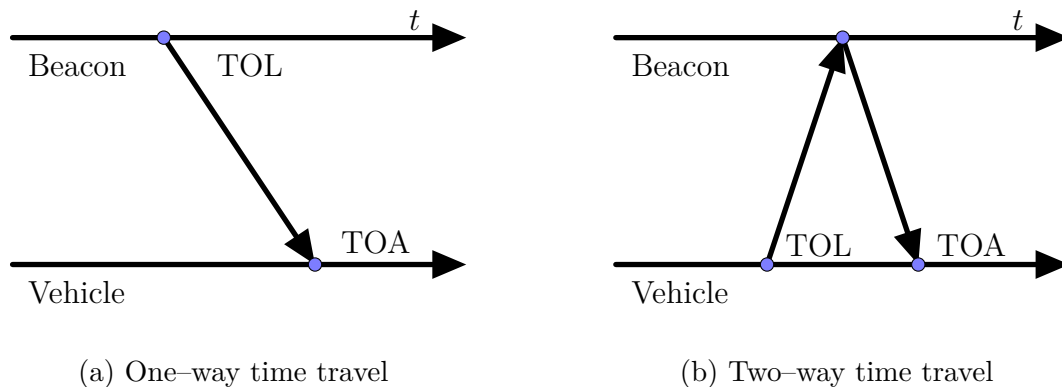 t
Beacon
TOL
TOA
Vehicle
(a) One–way time travel
t
Beacon
TOL
TOA
Vehicle
(b) Two–way time travel